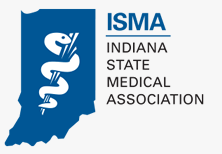 ISMA
INDIANA
STATE
MEDICAL
ASSOCIATION